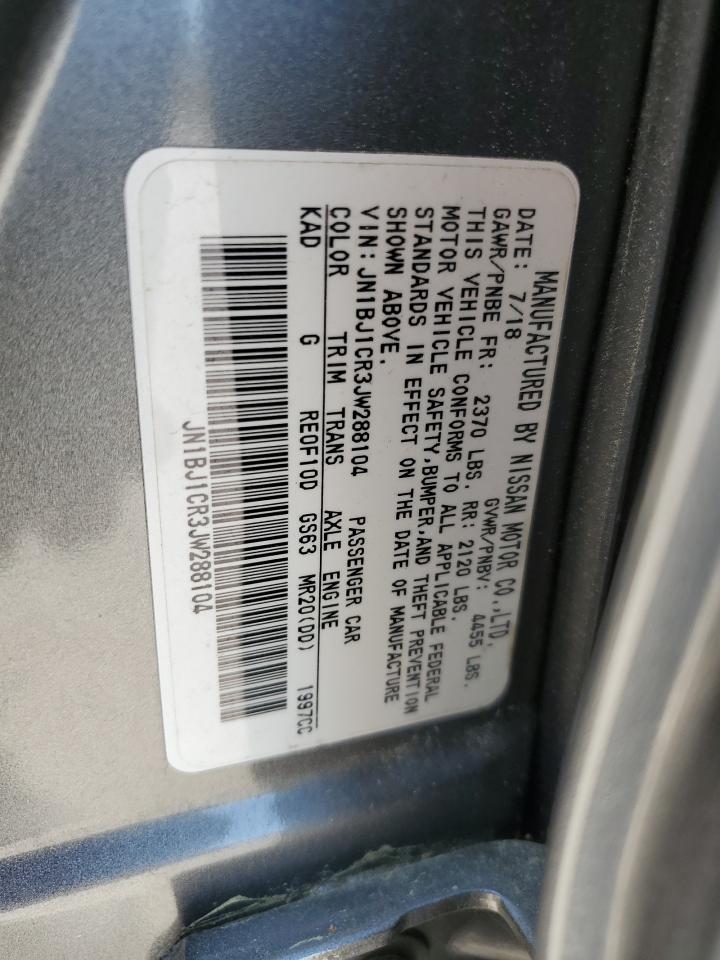 MANUFACTURED BY NISSAN MOTOR CO.,LTD.
DATE: 7/18 GVWR/PNBV: 4455 LBS.
GAWR/PNBE FR: 2370 LBS. RR: 2120 LBS.
THIS VEHICLE CONFORMS TO ALL APPLICABLE FEDERAL
MOTOR VEHICLE SAFETY,BUMPER,AND THEFT PREVENTION
STANDARDS IN EFFECT ON THE DATE OF MANUFACTURE
SHOWN ABOVE.
VIN: JN1BJ1CR3JW288104 PASSENGER CAR
COLOR TRIM TRANS AXLE ENGINE
KAD G RE0F10D GS63 MR20(DD) 1997CC
JN1BJ1CR3JW288104